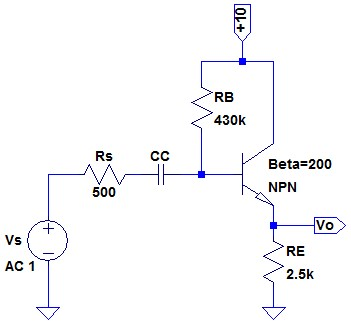 +10
RB
430k
Rs
CC
500
Beta=200
NPN
Vs
AC 1
Vo
RE
2.5k